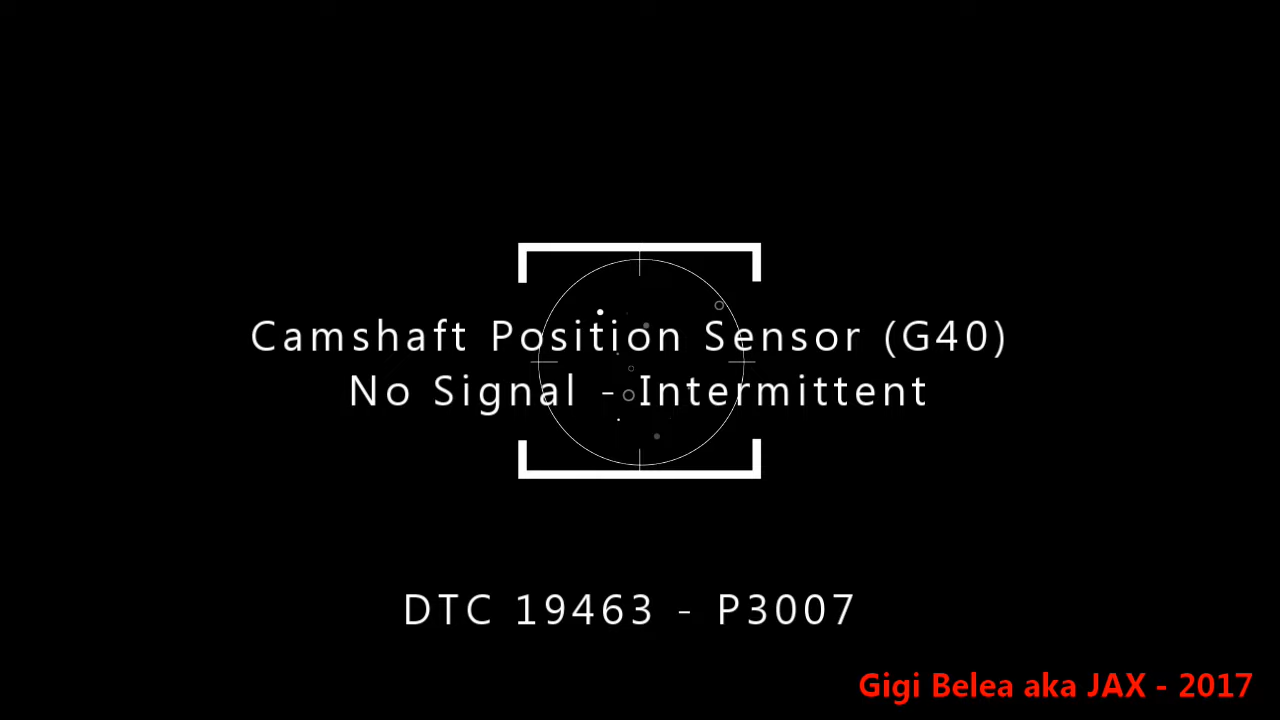 Camshaft Position Sensor (G40)
No Signal - Intermittent
DTC 19463 - P3007
Gigi Belea aka JAX - 2017